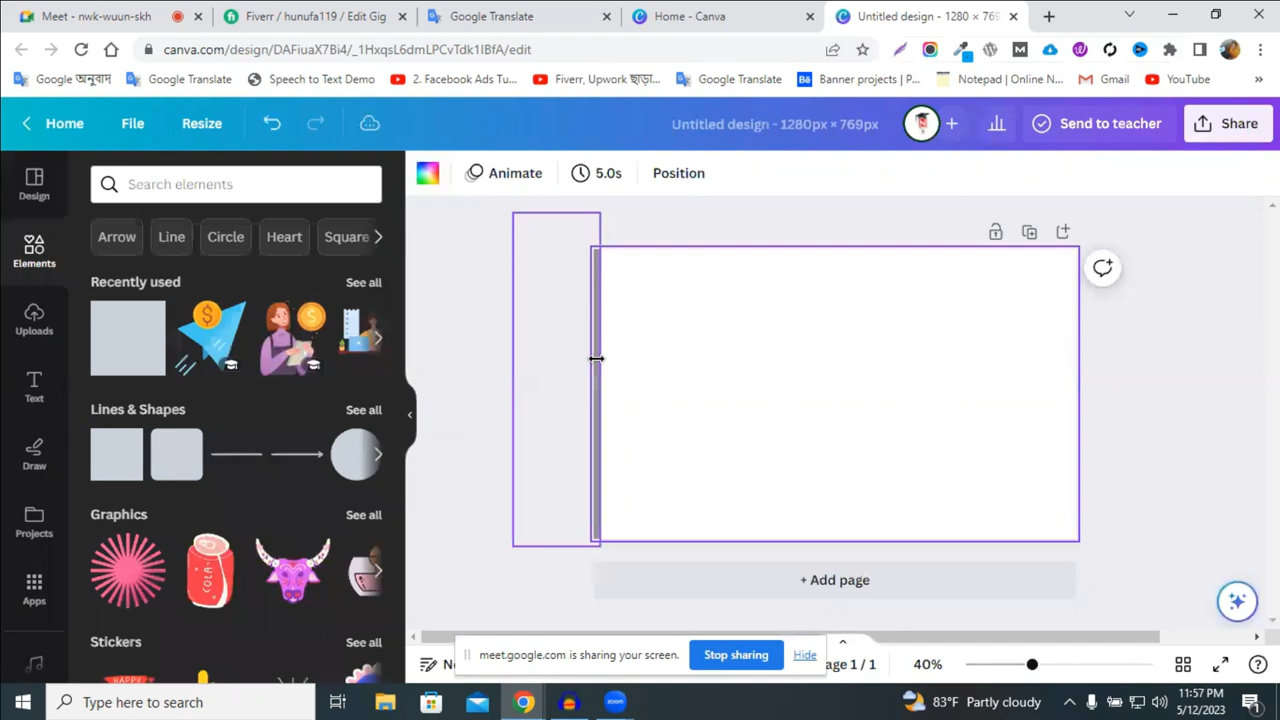 Meet - nwk-wuun-skh
Fiverr / hunufa119 / Edit Gig
Google Translate
Home - Canva
Untitled design - 1280 × 769
canva.com/design/DAFiuaX7Bi4/_1HxqsL6dmLPCvTdk1IBfA/edit
Google অনুবাদ
Google Translate
Speech to Text Demo
2. Facebook Ads Tu...
Fiverr, Upwork ছাড়া...
Google Translate
Banner projects | P...
Notepad | Online N...
Gmail
YouTube
Home
File
Resize
Untitled design - 1280px × 769px
Send to teacher
Share
Design
Elements
Uploads
Text
Draw
Projects
Apps
Search elements
Arrow
Line
Circle
Heart
Square
Recently used
See all
Lines & Shapes
See all
Graphics
See all
COLA
Stickers
See all
HAPPY
Animate
5.0s
Position
+ Add page
meet.google.com is sharing your screen.
Stop sharing
Hide
age 1 / 1
40%
Type here to search
zoom
83°F Partly cloudy
11:57 PM
5/12/2023